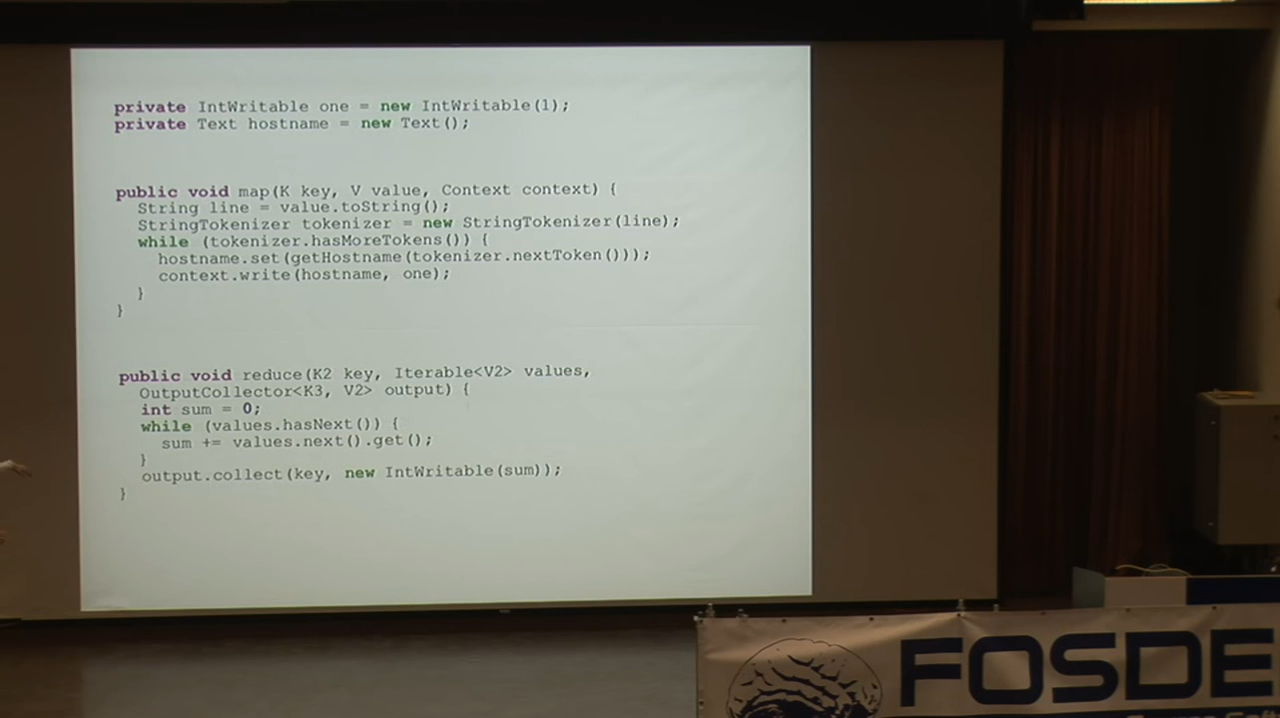 private IntWritable one = new IntWritable(1);
private Text hostname = new Text();
public void map(K key, V value, Context context) {
String line = value.toString();
StringTokenizer tokenizer = new StringTokenizer(line);
while (tokenizer.hasMoreTokens()) {
hostname.set(getHostname(tokenizer.nextToken()));
context.write(hostname, one);
}
}
public void reduce(K2 key, Iterable<V2> values,
OutputCollector<K3, V2> output) {
int sum = 0;
while (values.hasNext()) {
sum += values.next().get();
}
output.collect(key, new IntWritable(sum));
}
FOSDE